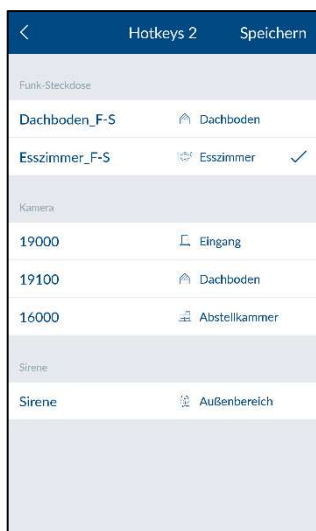 Hotkeys 2 Speichern
Funk-Steckdose
Dachboden_F-S Dachboden
Esszimmer_F-S Esszimmer
Kamera
19000 Eingang
19100 Dachboden
16000 Abstellkammer
Sirene
Sirene Außenbereich